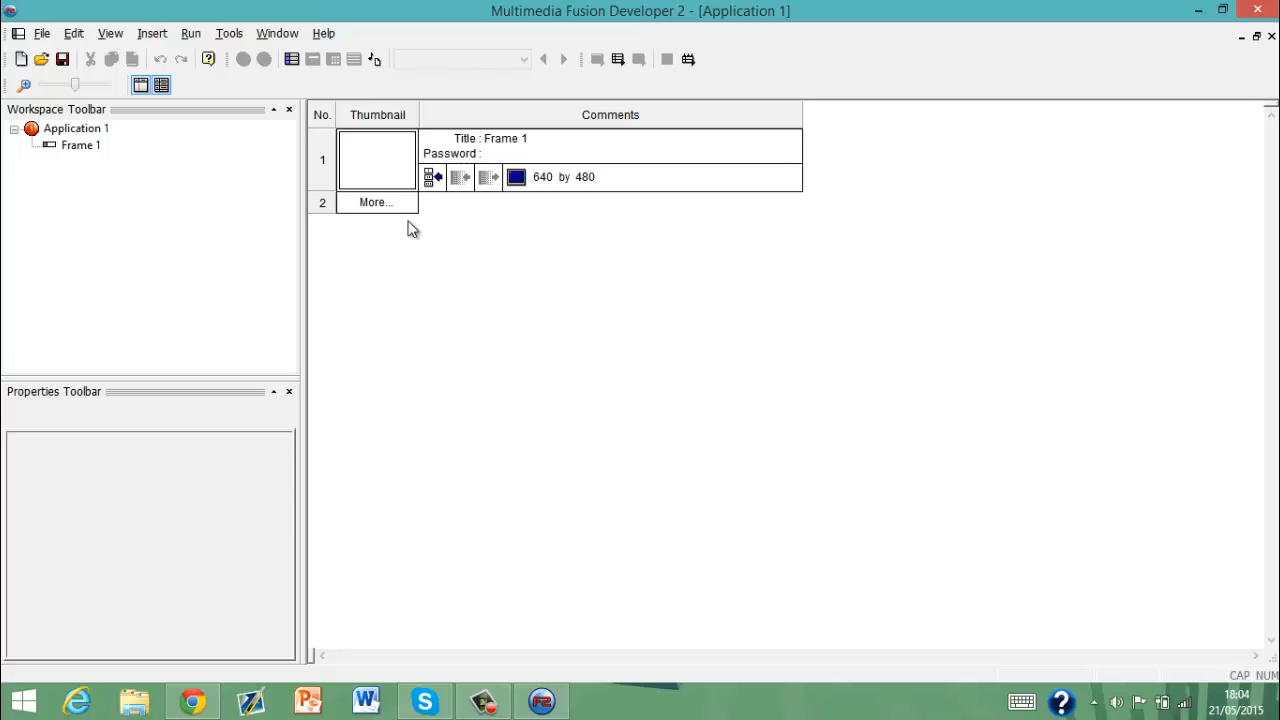 Multimedia Fusion Developer 2 - [Application 1]
File Edit View Insert Run Tools Window Help
Workspace Toolbar
Application 1
Frame 1
No. Thumbnail Comments
1 Title : Frame 1
Password :
640 by 480
2 More...
Properties Toolbar
CAP NUM
18:04
21/05/2015